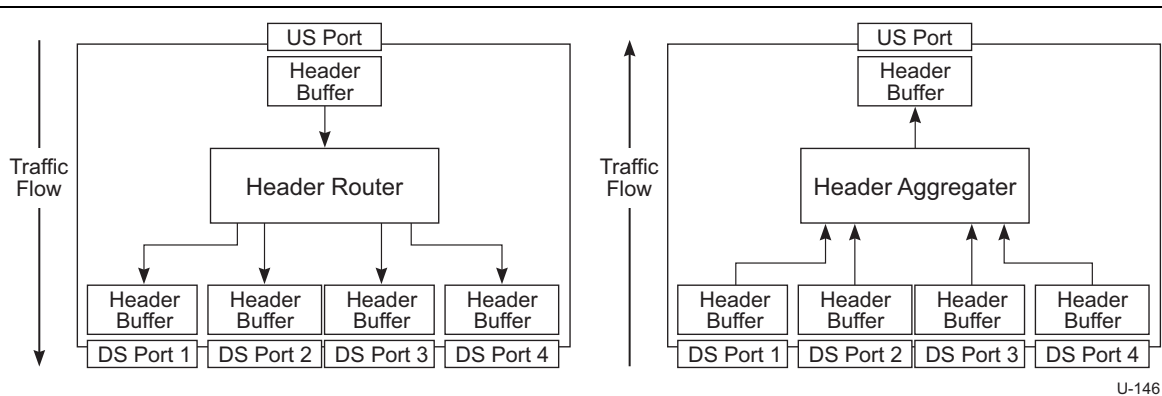 US Port
Header
Buffer
Traffic
Flow
Header Router
Header
Buffer
Header
Buffer
Header
Buffer
Header
Buffer
DS Port 1
DS Port 2
DS Port 3
DS Port 4
US Port
Header
Buffer
Traffic
Flow
Header Aggregater
Header
Buffer
Header
Buffer
Header
Buffer
Header
Buffer
DS Port 1
DS Port 2
DS Port 3
DS Port 4
U-146